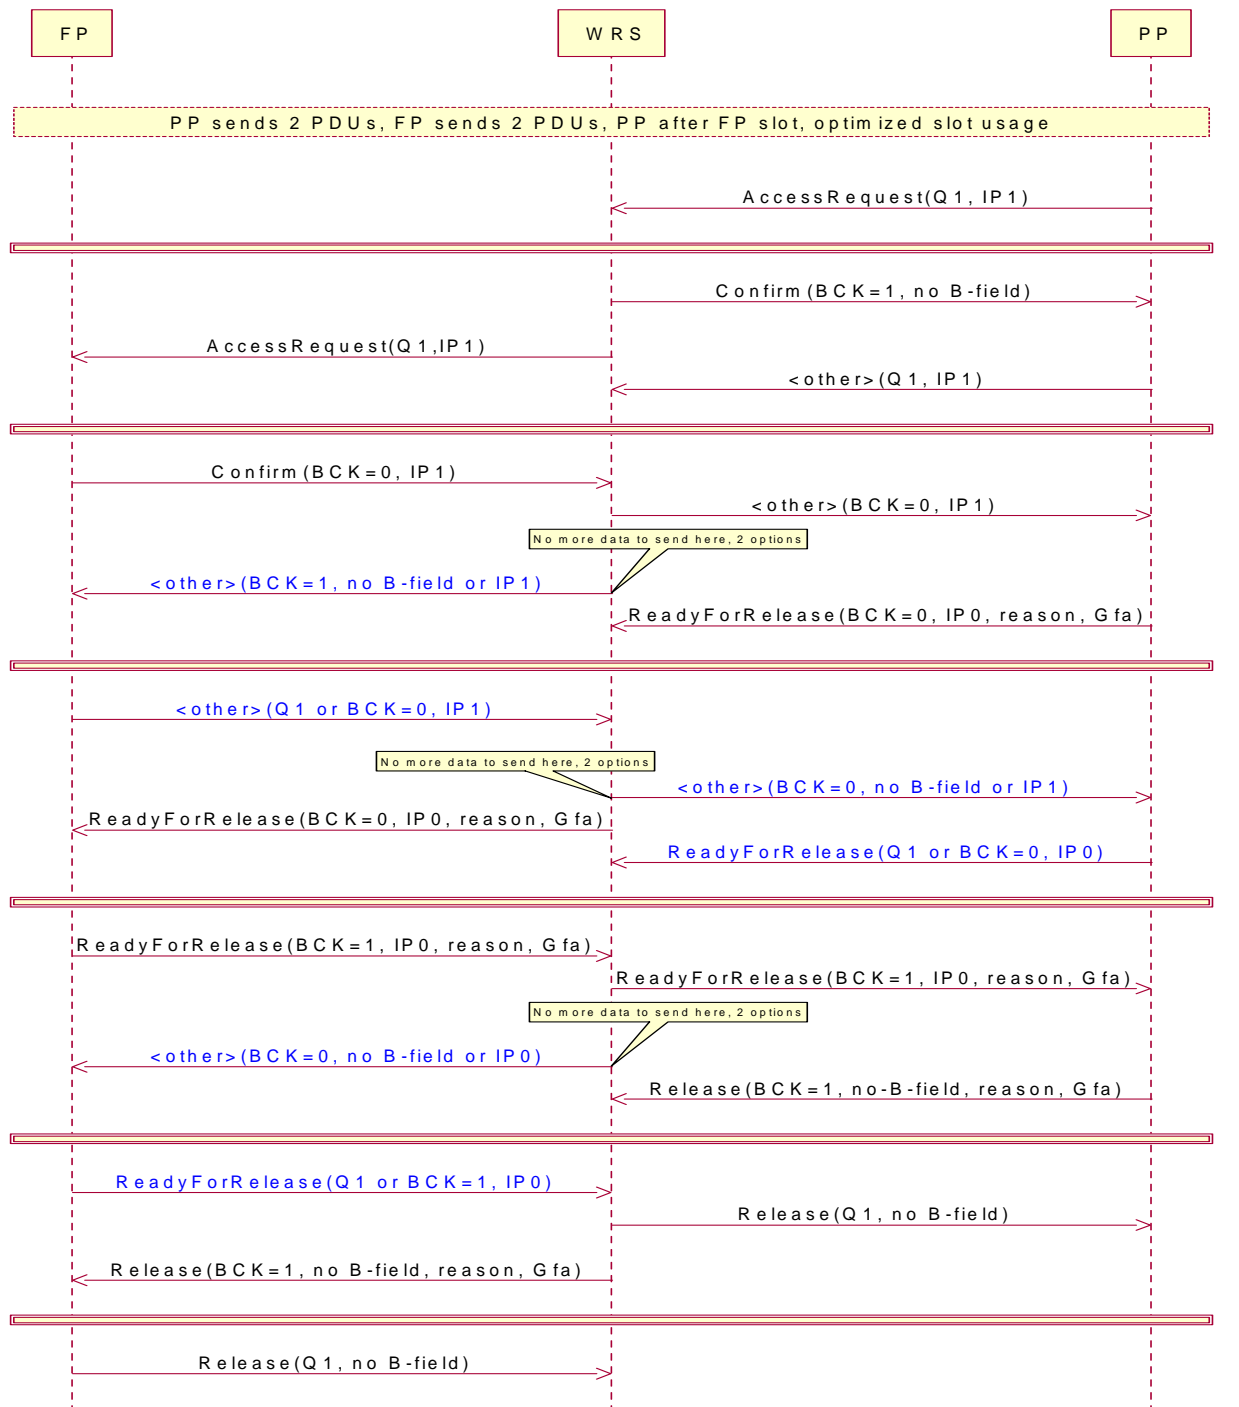 FP
WRS
PP
PP sends 2 PDUs, FP sends 2 PDUs, PP after FP slot, optimized slot usage
AccessRequest(Q1, IP1)
Confirm(BCK=1, no B-field)
AccessRequest(Q1,IP1)
<other>(Q1, IP1)
Confirm(BCK=0, IP1)
<other>(BCK=0, IP1)
No more data to send here, 2 options
<other>(BCK=1, no B-field or IP1)
ReadyForRelease(BCK=0, IP0, reason, Gfa)
<other>(Q1 or BCK=0, IP1)
No more data to send here, 2 options
<other>(BCK=0, no B-field or IP1)
ReadyForRelease(BCK=0, IP0, reason, Gfa)
ReadyForRelease(Q1 or BCK=0, IP0)
ReadyForRelease(BCK=1, IP0, reason, Gfa)
ReadyForRelease(BCK=1, IP0, reason, Gfa)
No more data to send here, 2 options
<other>(BCK=0, no B-field or IP0)
Release(BCK=1, no-B-field, reason, Gfa)
ReadyForRelease(Q1 or BCK=1, IP0)
Release(Q1, no B-field)
Release(BCK=1, no B-field, reason, Gfa)
Release(Q1, no B-field)